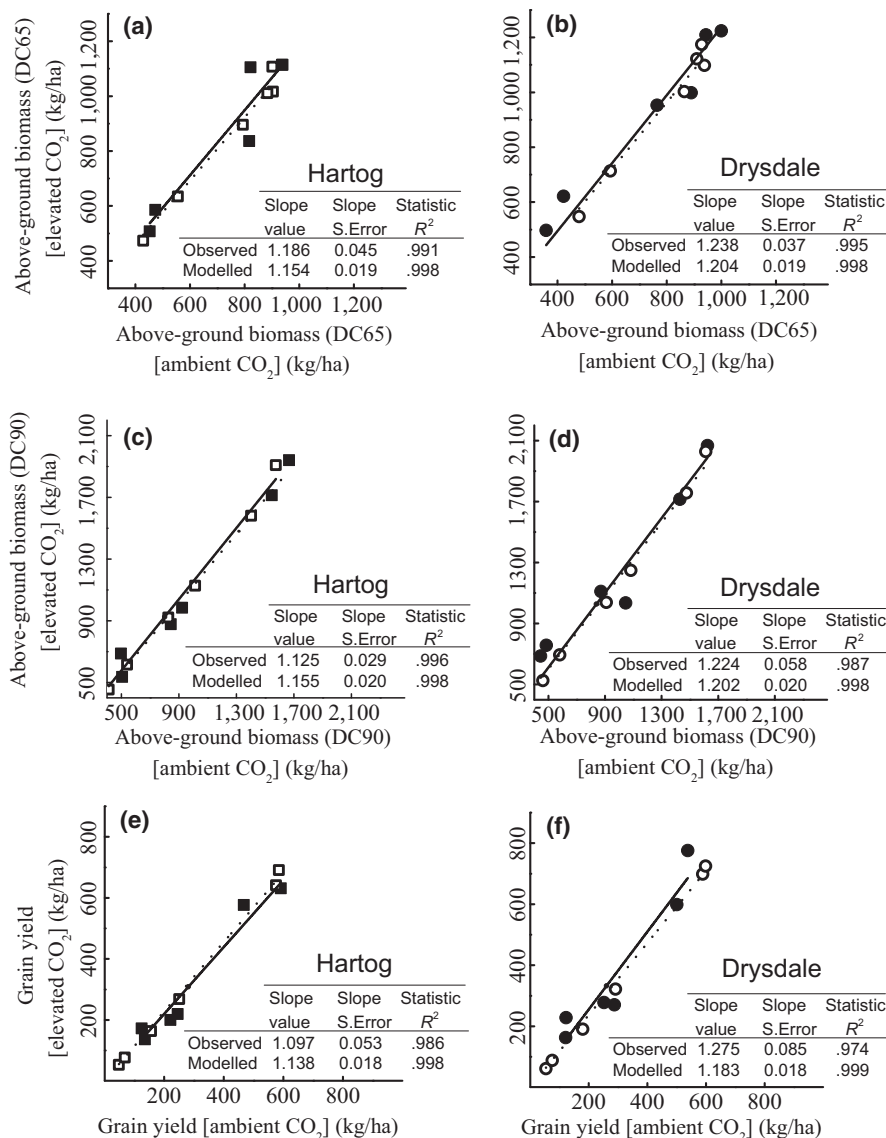 (a)
Above-ground biomass (DC65)
[elevated CO2] (kg/ha)
1,200
1,000
800
600
400
Hartog
Slope Slope Statistic
value S.Error R2
Observed 1.186 0.045 .991
Modelled 1.154 0.019 .998
400 600 800 1,000 1,200
Above-ground biomass (DC65)
[ambient CO2] (kg/ha)
(b)
1,200
1,000
800
600
400
Drysdale
Slope Slope Statistic
value S.Error R2
Observed 1.238 0.037 .995
Modelled 1.204 0.019 .998
400 600 800 1,000 1,200
Above-ground biomass (DC65)
[ambient CO2] (kg/ha)
(c)
Above-ground biomass (DC90)
[elevated CO2] (kg/ha)
2,100
1,700
1300
900
500
Hartog
Slope Slope Statistic
value S.Error R2
Observed 1.125 0.029 .996
Modelled 1.155 0.020 .998
500 900 1,300 1,700 2,100
Above-ground biomass (DC90)
[ambient CO2] (kg/ha)
(d)
2,100
1,700
1300
900
500
Drysdale
Slope Slope Statistic
value S.Error R2
Observed 1.224 0.058 .987
Modelled 1.202 0.020 .998
500 900 1,300 1,700 2,100
Above-ground biomass (DC90)
[ambient CO2] (kg/ha)
(e)
Grain yield
[elevated CO2] (kg/ha)
800
600
400
200
Hartog
Slope Slope Statistic
value S.Error R2
Observed 1.097 0.053 .986
Modelled 1.138 0.018 .998
200 400 600 800
Grain yield [ambient CO2] (kg/ha)
(f)
800
600
400
200
Drysdale
Slope Slope Statistic
value S.Error R2
Observed 1.275 0.085 .974
Modelled 1.183 0.018 .999
200 400 600 800
Grain yield [ambient CO2] (kg/ha)